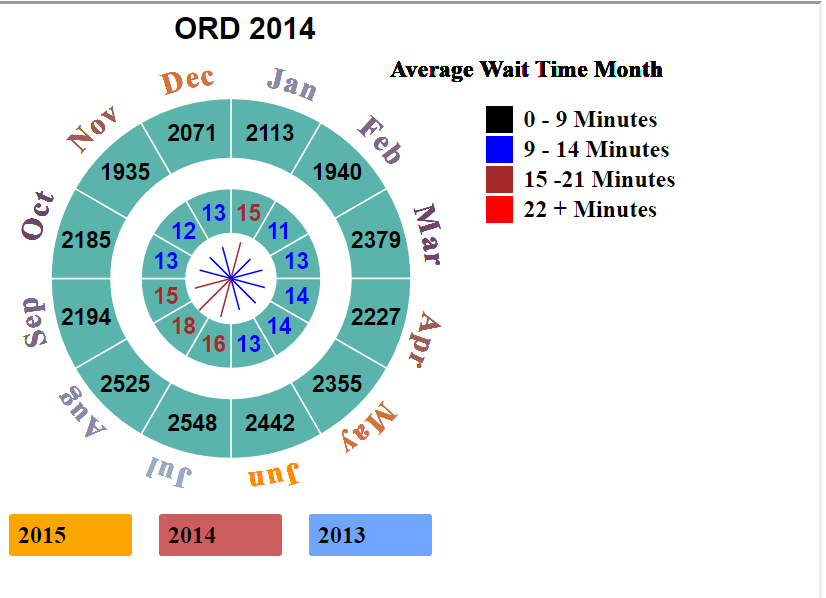 ORD 2014
Average Wait Time Month
0 - 9 Minutes
9 - 14 Minutes
15 -21 Minutes
22 + Minutes
Jan
Feb
Mar
Apr
May
Jun
Jul
Aug
Sep
Oct
Nov
Dec
2113
1940
2379
2227
2355
2442
2548
2525
2194
2185
1935
2071
15
11
13
14
14
13
16
18
15
13
12
13
2015
2014
2013